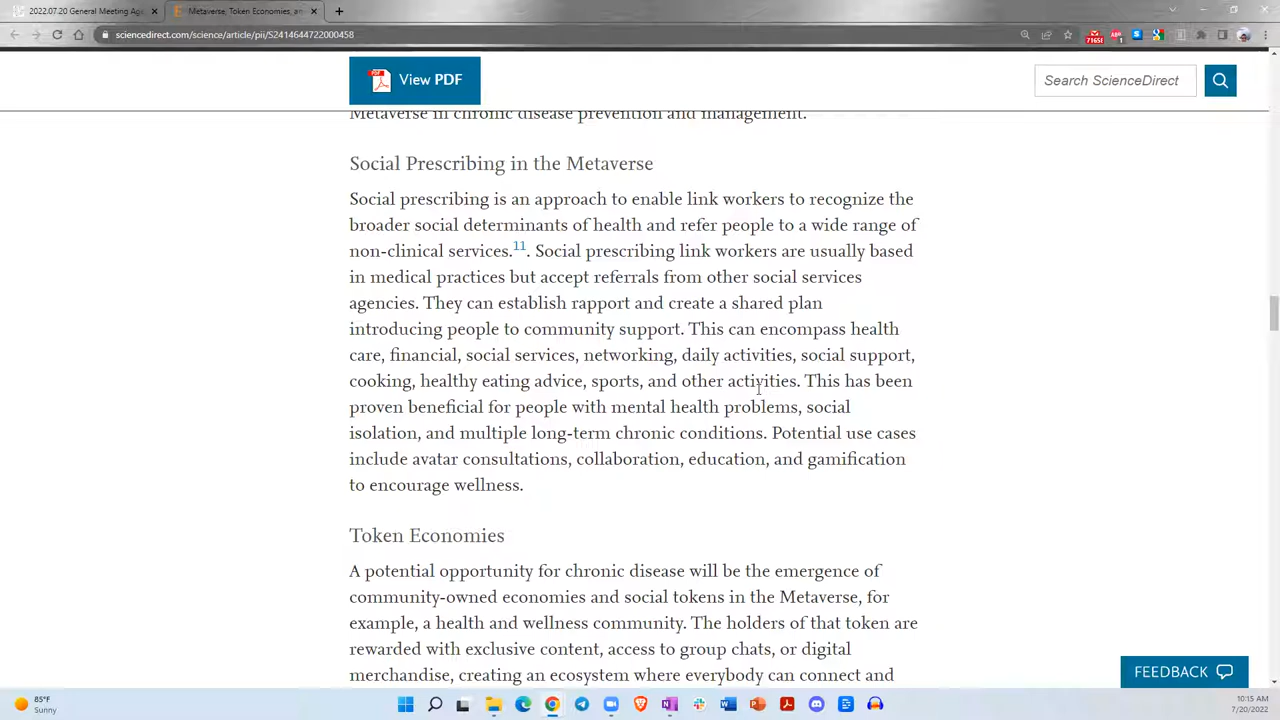 2022.07.20 General Meeting Age
Metaverse, Token Economies, an
sciencedirect.com/science/article/pii/S2414644722000458
View PDF
Search ScienceDirect
Metaverse in chronic disease prevention and management.
Social Prescribing in the Metaverse
Social prescribing is an approach to enable link workers to recognize the
broader social determinants of health and refer people to a wide range of
non-clinical services.11. Social prescribing link workers are usually based
in medical practices but accept referrals from other social services
agencies. They can establish rapport and create a shared plan
introducing people to community support. This can encompass health
care, financial, social services, networking, daily activities, social support,
cooking, healthy eating advice, sports, and other activities. This has been
proven beneficial for people with mental health problems, social
isolation, and multiple long-term chronic conditions. Potential use cases
include avatar consultations, collaboration, education, and gamification
to encourage wellness.
Token Economies
A potential opportunity for chronic disease will be the emergence of
community-owned economies and social tokens in the Metaverse, for
example, a health and wellness community. The holders of that token are
rewarded with exclusive content, access to group chats, or digital
merchandise, creating an ecosystem where everybody can connect and
FEEDBACK
85°F
Sunny
10:15 AM
7/20/2022